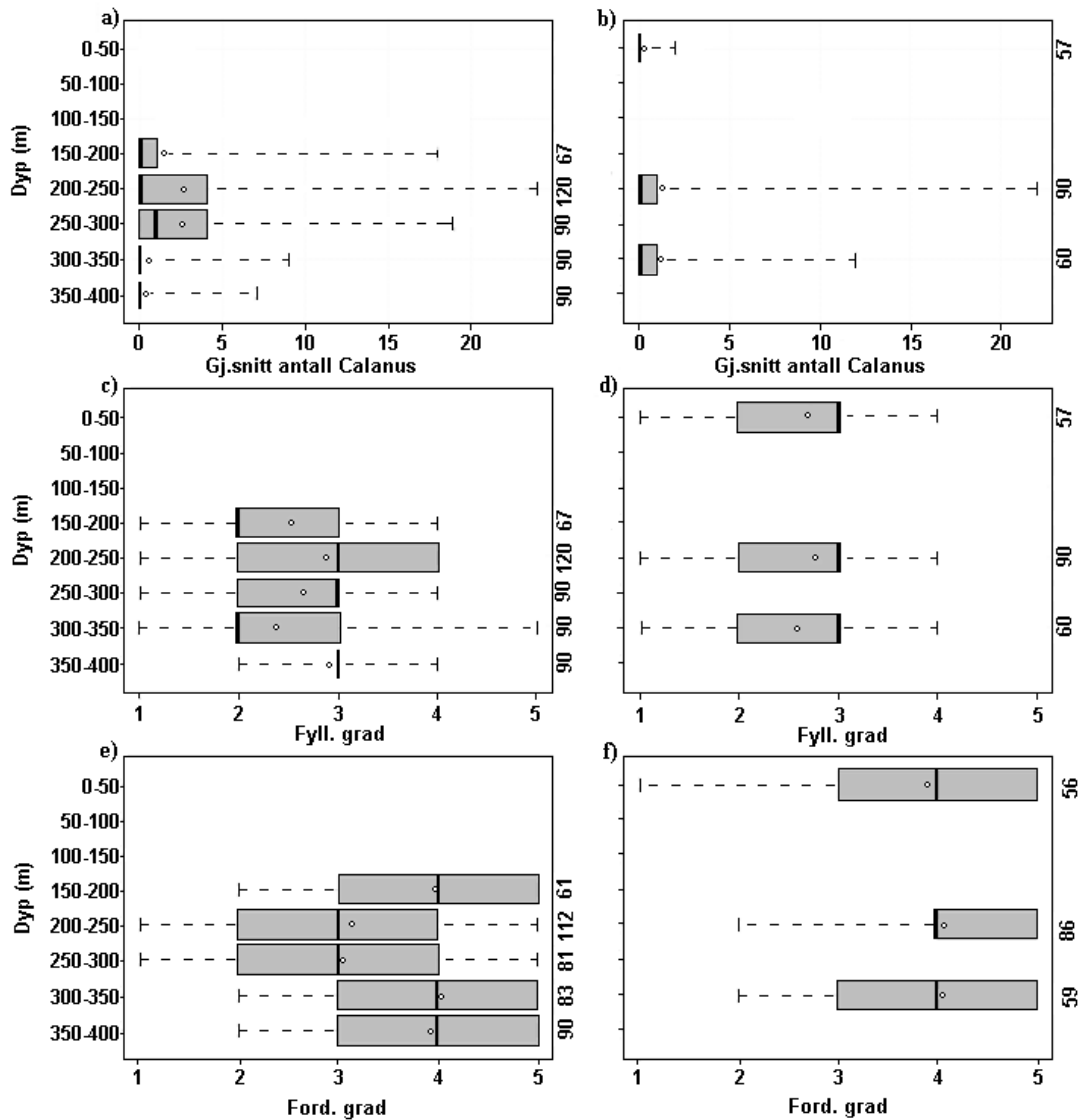 a)
0-50
50-100
100-150
150-200
200-250
250-300
300-350
350-400
Dyp (m)
67
120
90
90
90
0 5 10 15 20
Gj.snitt antall Calanus
b)
57
90
60
0 5 10 15 20
Gj.snitt antall Calanus
c)
0-50
50-100
100-150
150-200
200-250
250-300
300-350
350-400
Dyp (m)
67
120
90
90
90
1 2 3 4 5
Fyll. grad
d)
57
90
60
1 2 3 4 5
Fyll. grad
e)
0-50
50-100
100-150
150-200
200-250
250-300
300-350
350-400
Dyp (m)
61
112
81
83
90
1 2 3 4 5
Ford. grad
f)
56
86
59
1 2 3 4 5
Ford. grad